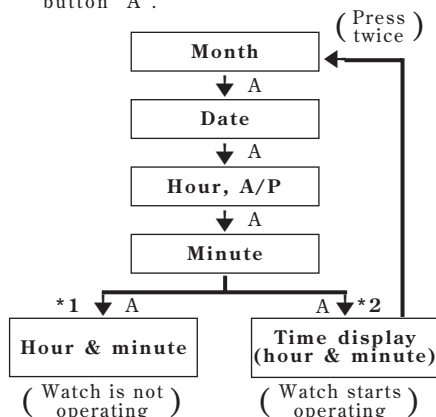 button "A".
( Press
twice )
Month
A
Date
A
Hour, A/P
A
Minute
*1 A
A *2
Hour & minute
Time display
(hour & minute)
( Watch is not
operating )
( Watch starts
operating )